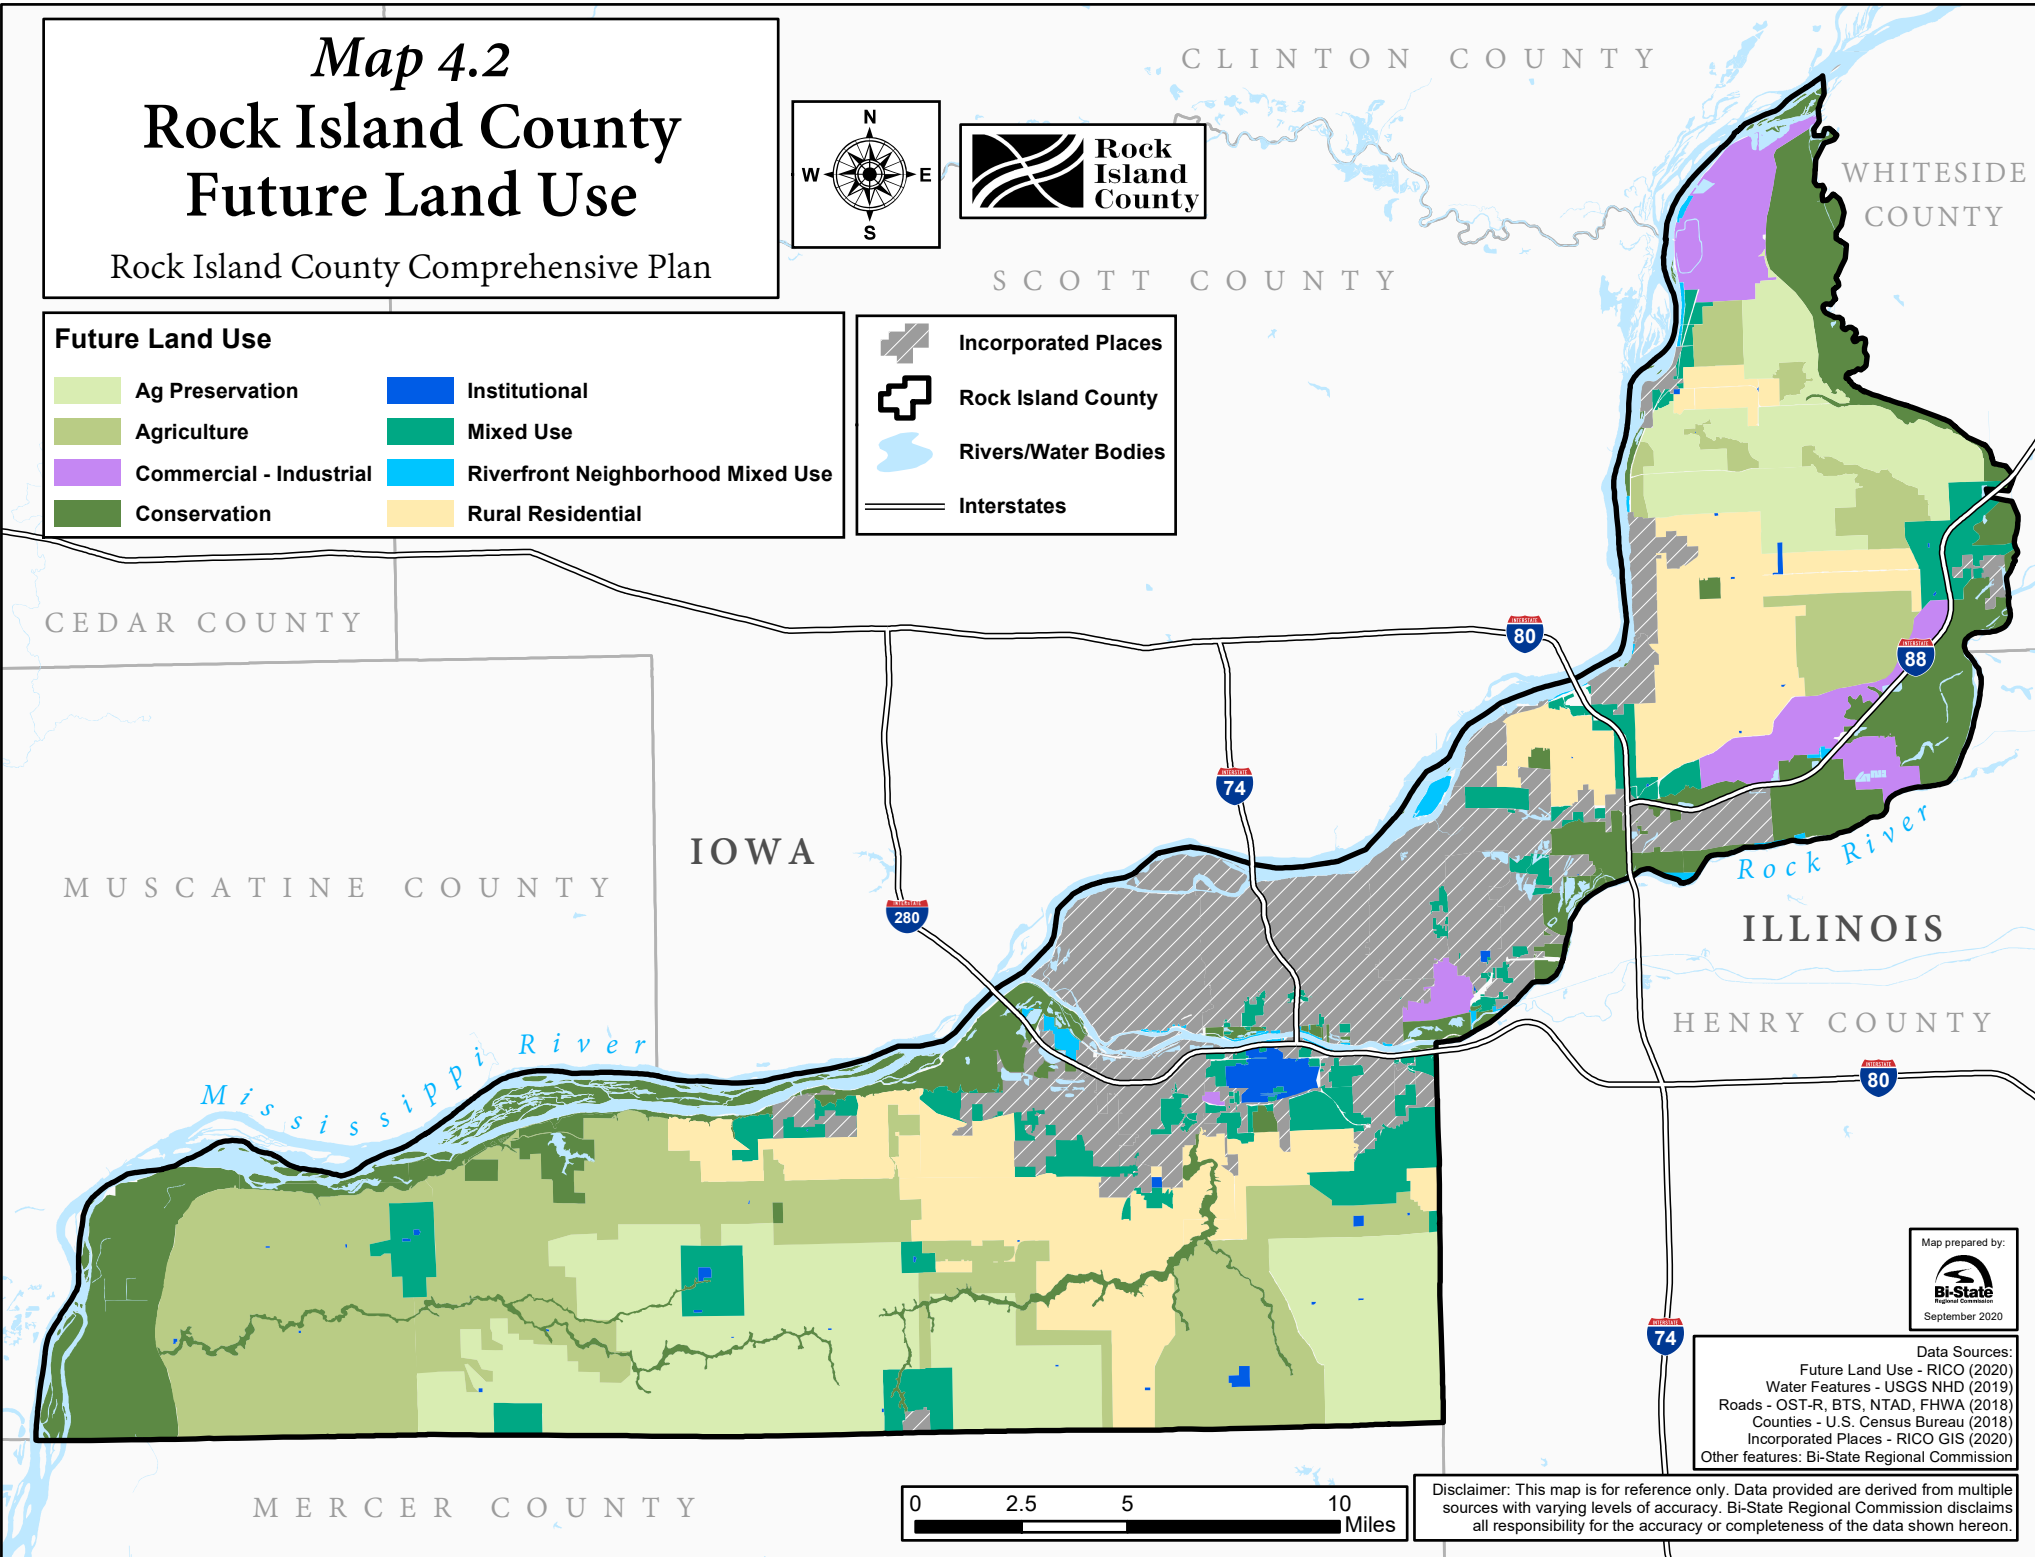 Map 4.2
Rock Island County
Future Land Use
Rock Island County Comprehensive Plan
N
W
E
S
Rock
Island
County
CLINTON COUNTY
WHITESIDE
COUNTY
SCOTT COUNTY
Future Land Use
Ag Preservation
Agriculture
Commercial - Industrial
Conservation
Institutional
Mixed Use
Riverfront Neighborhood Mixed Use
Rural Residential
Incorporated Places
Rock Island County
Rivers/Water Bodies
Interstates
CEDAR COUNTY
INTERSTATE
80
INTERSTATE
88
INTERSTATE
74
IOWA
Rock River
MUSCATINE COUNTY
INTERSTATE
280
ILLINOIS
HENRY COUNTY
Mississippi River
INTERSTATE
80
INTERSTATE
74
Map prepared by:
Bi-State
Regional Commission
September 2020
Data Sources:
Future Land Use - RICO (2020)
Water Features - USGS NHD (2019)
Roads - OST-R, BTS, NTAD, FHWA (2018)
Counties - U.S. Census Bureau (2018)
Incorporated Places - RICO GIS (2020)
Other features: Bi-State Regional Commission
MERCER COUNTY
0 2.5 5 10
Miles
Disclaimer: This map is for reference only. Data provided are derived from multiple
sources with varying levels of accuracy. Bi-State Regional Commission disclaims
all responsibility for the accuracy or completeness of the data shown hereon.